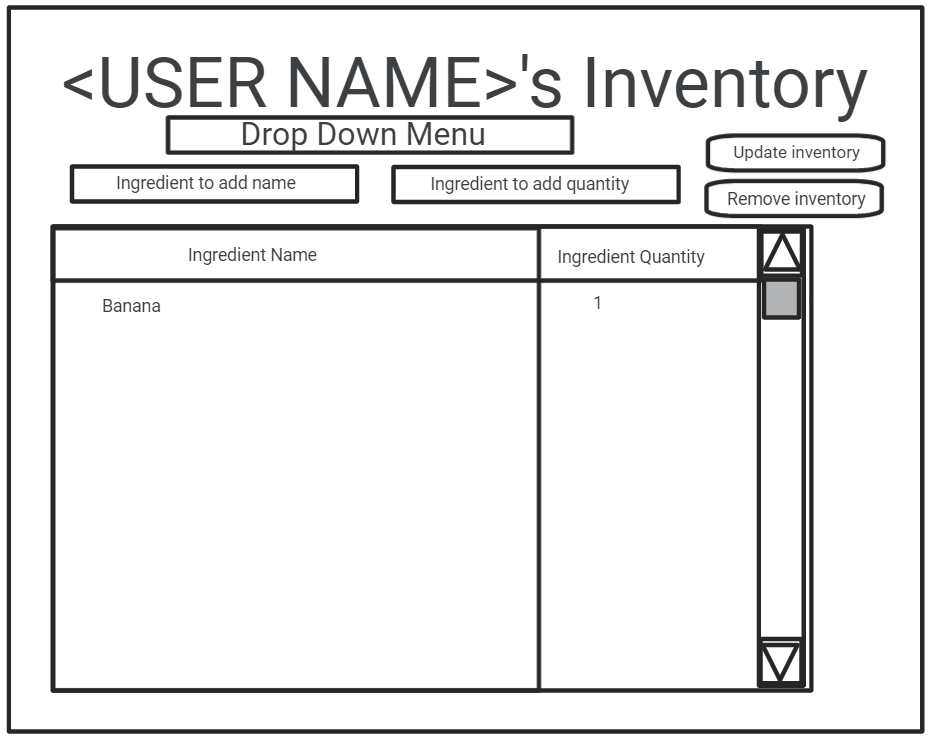 <USER NAME>'s Inventory
Drop Down Menu
Update inventory
Ingredient to add name
Ingredient to add quantity
Remove inventory
Ingredient Name
Ingredient Quantity
Banana
1